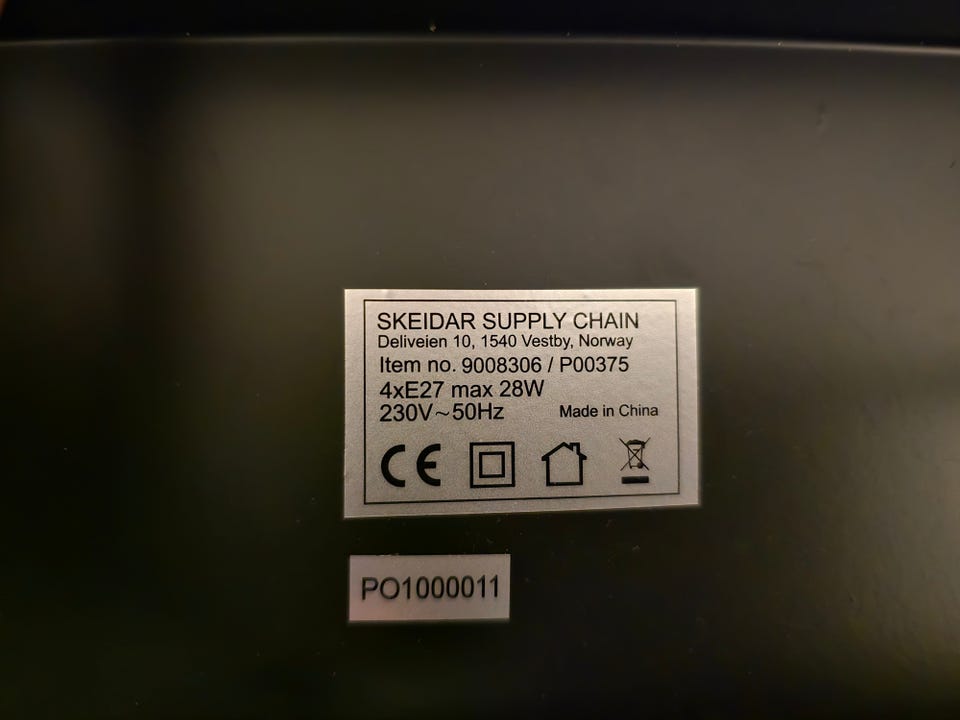 SKEIDAR SUPPLY CHAIN
Deliveien 10, 1540 Vestby, Norway
Item no. 9008306 / P00375
4xE27 max 28W
230V~50Hz Made in China
CE
PO1000011